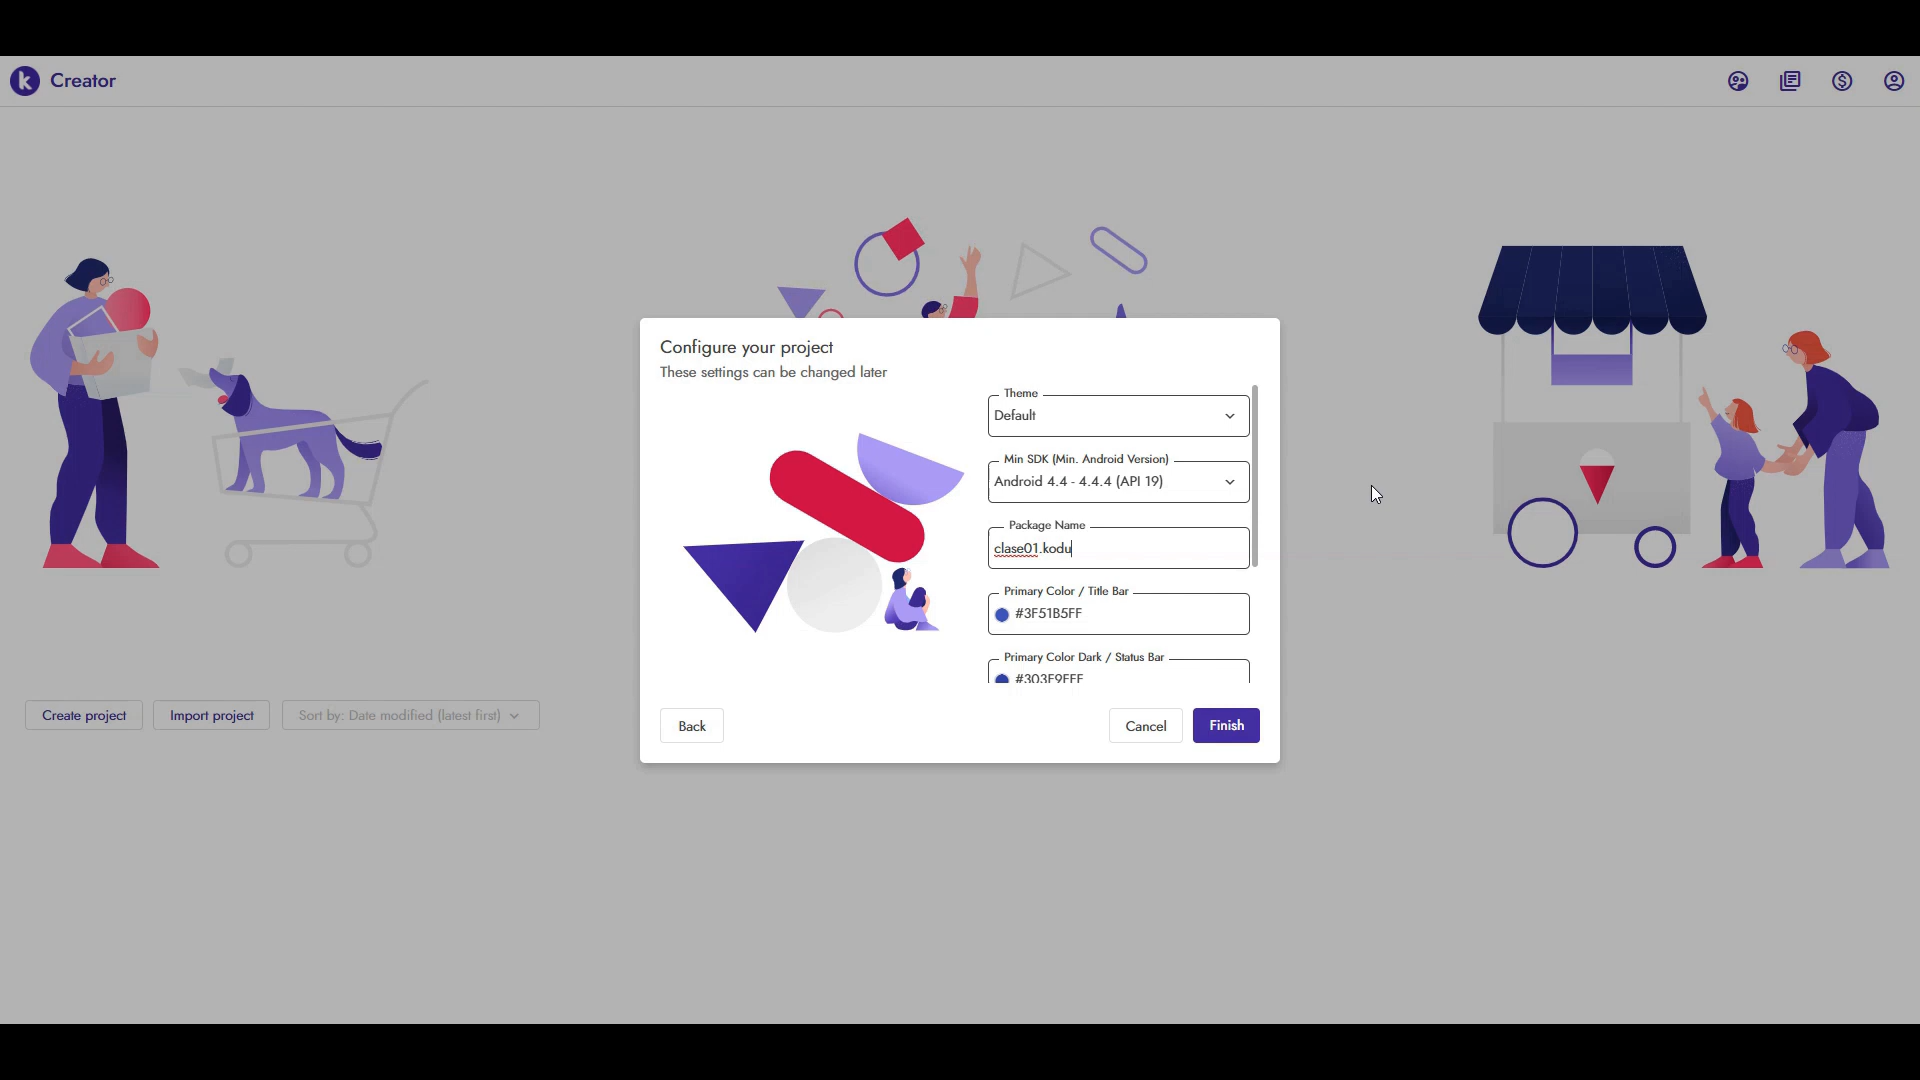 Creator
Configure your project
These settings can be changed later
Theme
Default
Min SDK (Min. Android Version)
Android 4.4 - 4.4.4 (API 19)
Package Name
clase01.kodu
Primary Color / Title Bar
#3F51B5FF
Primary Color Dark / Status Bar
#303F9FFF
Create project
Import project
Sort by: Date modified (latest first)
Back
Cancel
Finish